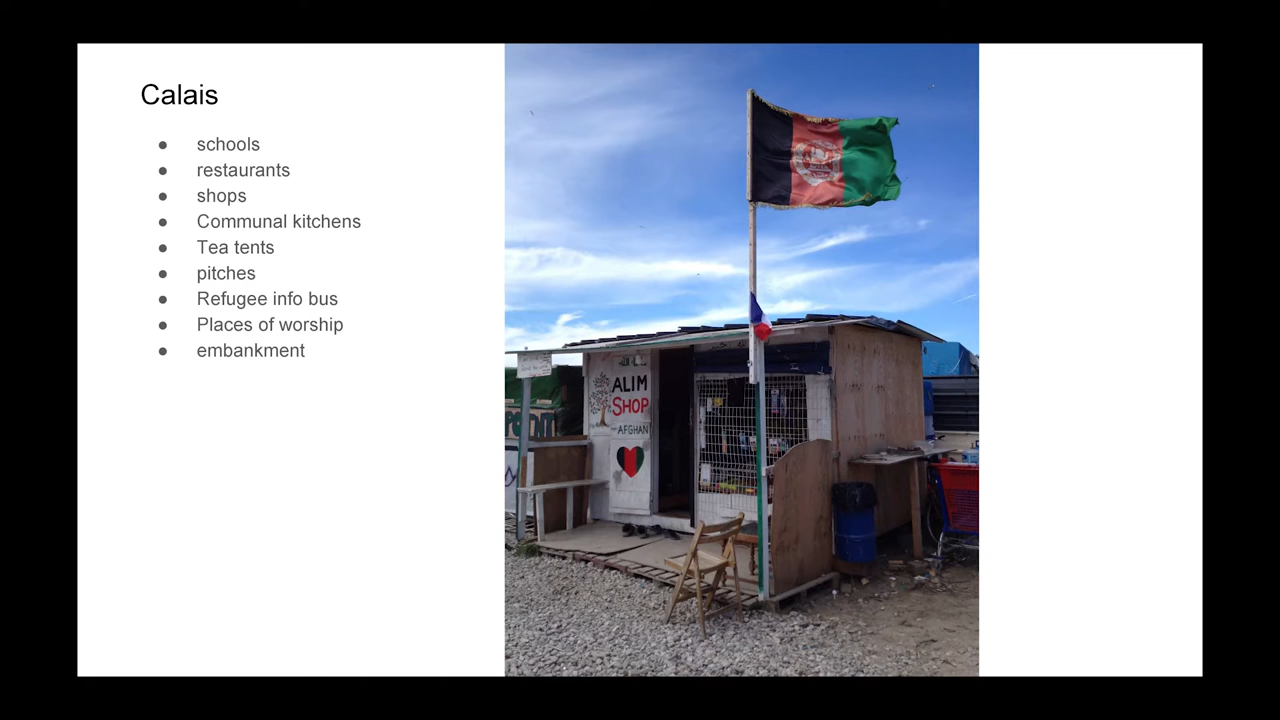 Calais
schools
restaurants
shops
Communal kitchens
Tea tents
pitches
Refugee info bus
Places of worship
embankment
ALIM
SHOP
AFGHAN
POINT